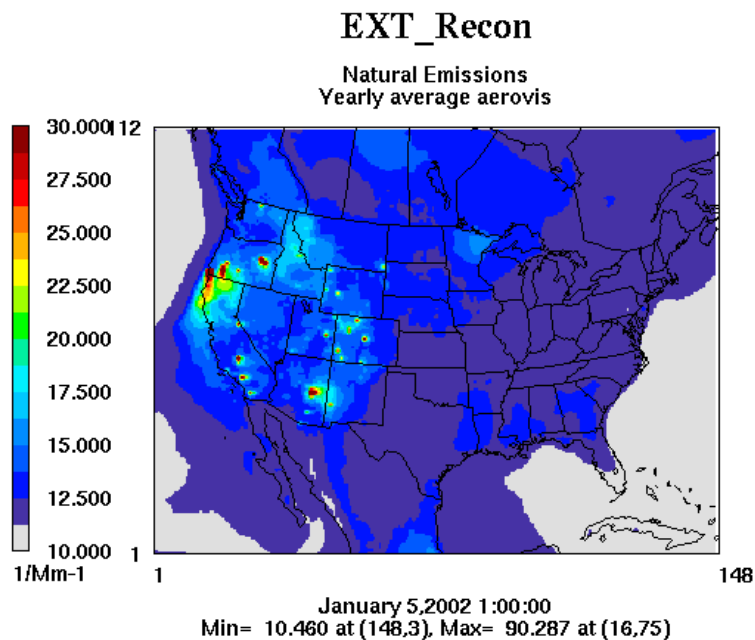 EXT_Recon
Natural Emissions
Yearly average aerovis
30.000
112
27.500
25.000
22.500
20.000
17.500
15.000
12.500
10.000
1
1/Mm-1
1
148
January 5,2002 1:00:00
Min= 10.460 at (148,3), Max= 90.287 at (16,75)